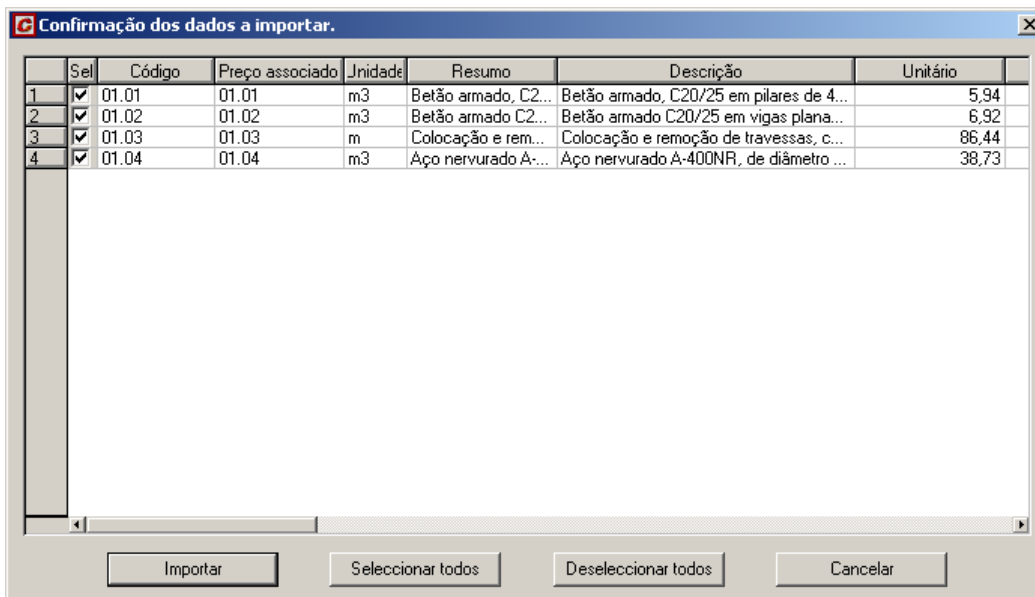 Confirmação dos dados a importar.
Sel Código Preço associado Unidade Resumo Descrição Unitário
1 01.01 01.01 m3 Betão armado, C2... Betão armado, C20/25 em pilares de 4... 5,94
2 01.02 01.02 m3 Betão armado C2... Betão armado C20/25 em vigas plana... 6,92
3 01.03 01.03 m Colocação e rem... Colocação e remoção de travessas, c... 86,44
4 01.04 01.04 m3 Aço nervurado A-... Aço nervurado A-400NR, de diâmetro ... 38,73
Importar Seleccionar todos Deseleccionar todos Cancelar